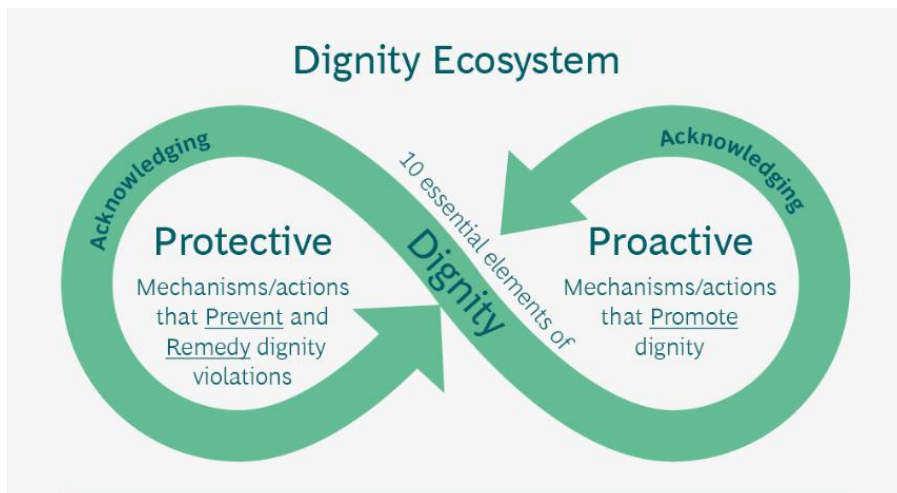 Dignity Ecosystem
Acknowledging
Protective
Mechanisms/actions
that Prevent and
Remedy dignity
violations
10 essential elements of
Dignity
Acknowledging
Proactive
Mechanisms/actions
that Promote
dignity